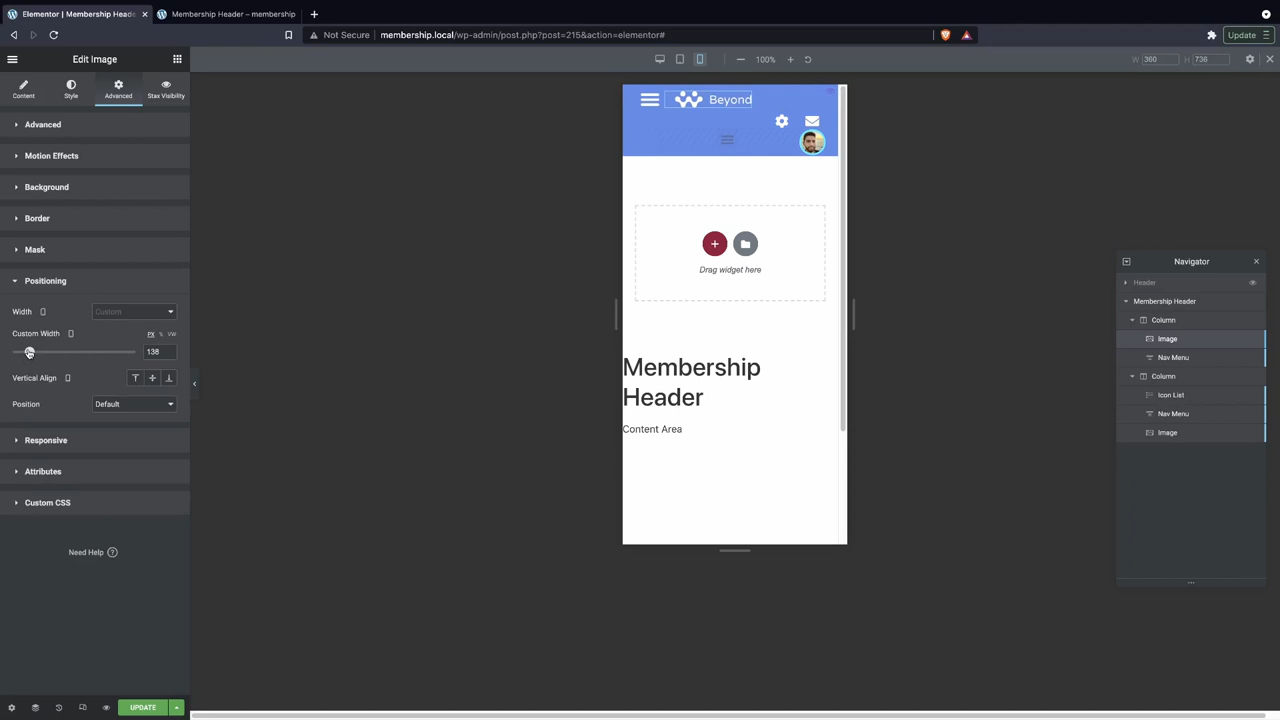 Elementor | Membership Heade
Membership Header – membership
Not Secure
membership.local/wp-admin/post.php?post=215&action=elementor#
Update
Edit Image
100%
W 360 H 736
Content
Style
Advanced
Stax Visibility
Advanced
Motion Effects
Background
Border
Mask
Positioning
Width
Custom
Custom Width
PX % VW
138
Vertical Align
Position
Default
Responsive
Attributes
Custom CSS
Need Help ?
UPDATE
Beyond
Drag widget here
Membership
Header
Content Area
Navigator
Header
Membership Header
Column
Image
Nav Menu
Column
Icon List
Nav Menu
Image